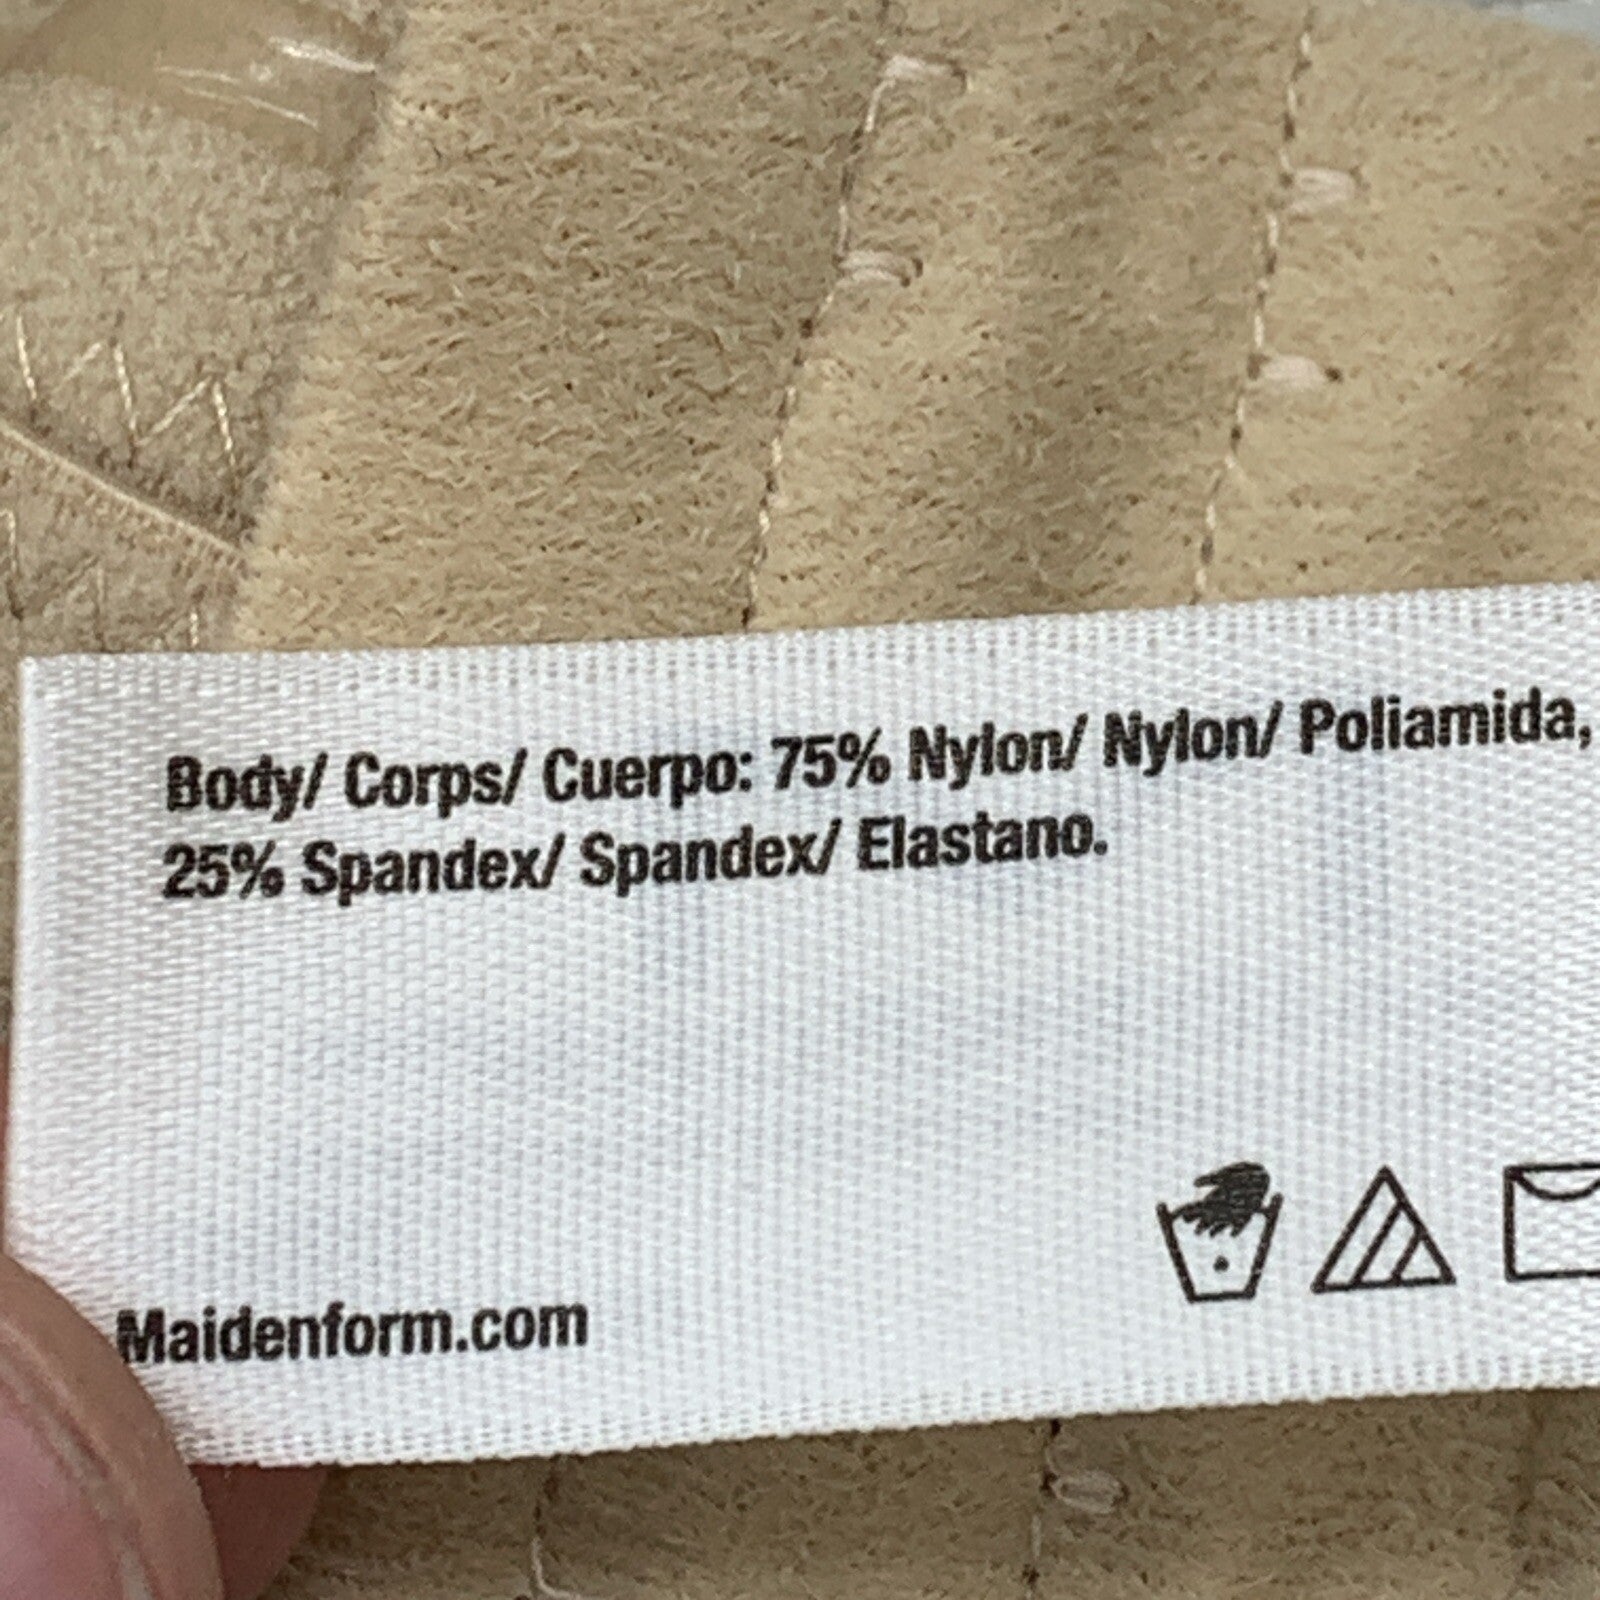 Body/ Corps/ Cuerpo: 75% Nylon/ Nylon/ Poliamida,
25% Spandex/ Spandex/ Elastano.
Maidenform.com